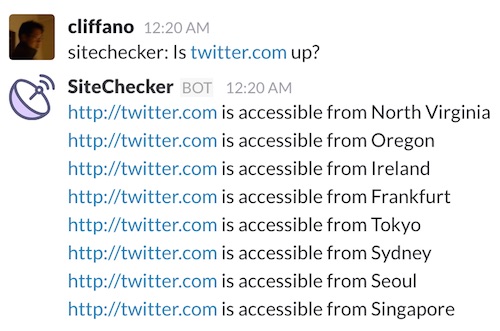 cliffano 12:20 AM
sitechecker: Is twitter.com up?
SiteChecker BOT 12:20 AM
http://twitter.com is accessible from North Virginia
http://twitter.com is accessible from Oregon
http://twitter.com is accessible from Ireland
http://twitter.com is accessible from Frankfurt
http://twitter.com is accessible from Tokyo
http://twitter.com is accessible from Sydney
http://twitter.com is accessible from Seoul
http://twitter.com is accessible from Singapore